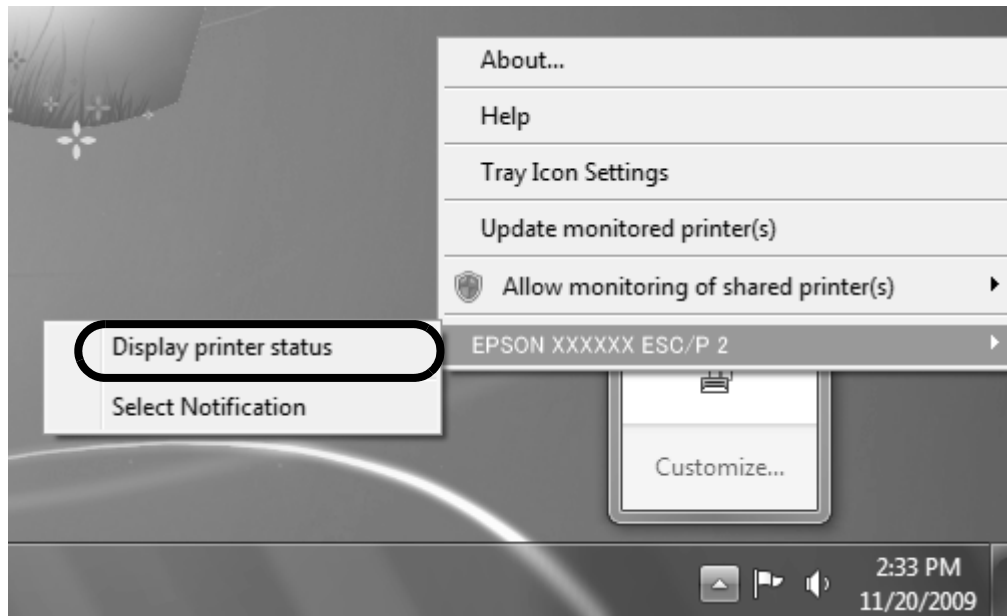 About...
Help
Tray Icon Settings
Update monitored printer(s)
Allow monitoring of shared printer(s)
EPSON XXXXXX ESC/P 2
Display printer status
Select Notification
Customize...
2:33 PM
11/20/2009